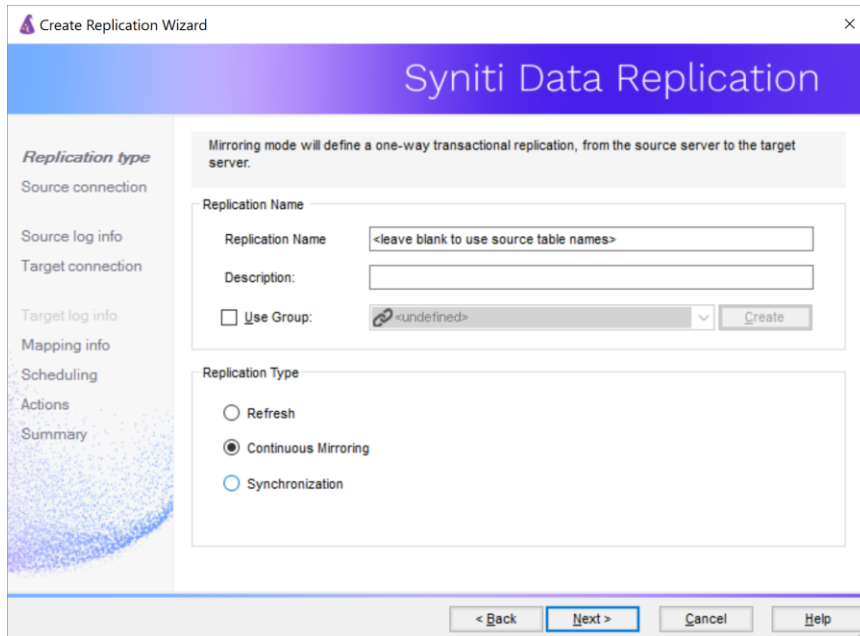 Create Replication Wizard
Syniti Data Replication
Replication type
Source connection
Source log info
Target connection
Target log info
Mapping info
Scheduling
Actions
Summary
Mirroring mode will define a one-way transactional replication, from the source server to the target
server.
Replication Name
Replication Name <leave blank to use source table names>
Description:
Use Group: <undefined> Create
Replication Type
Refresh
Continuous Mirroring
Synchronization
< Back Next > Cancel Help